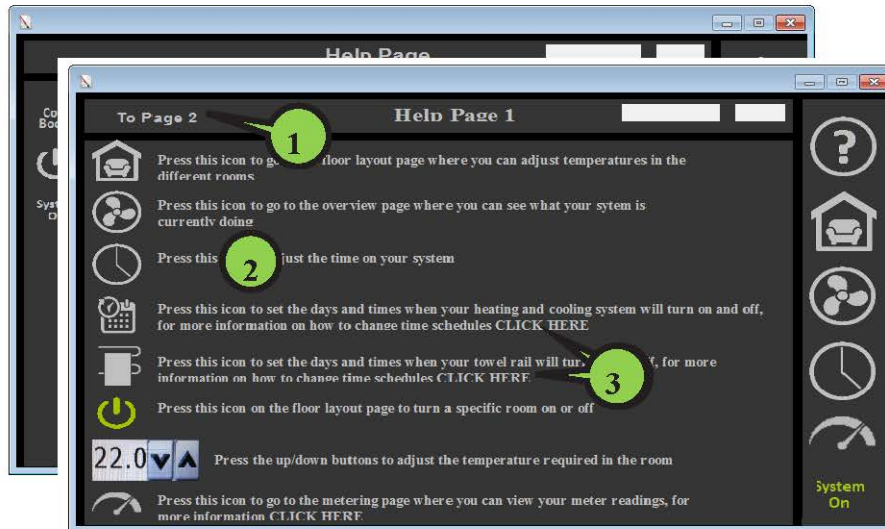 Help Page
To Page 2
Help Page 1
1
Press this icon to go floor layout page where you can adjust temperatures in the
different rooms
Press this icon to go to the overview page where you can see what your sytem is
currently doing
Press this just the time on your system
2
Press this icon to set the days and times when your heating and cooling system will turn on and off,
for more information on how to change time schedules CLICK HERE
Press this icon to set the days and times when your towel rail will tur f, for more
information on how to change time schedules CLICK HERE
3
Press this icon on the floor layout page to turn a specific room on or off
22.0
Press the up/down buttons to adjust the temperature required in the room
Press this icon to go to the metering page where you can view your meter readings, for
more information CLICK HERE
?
System
On